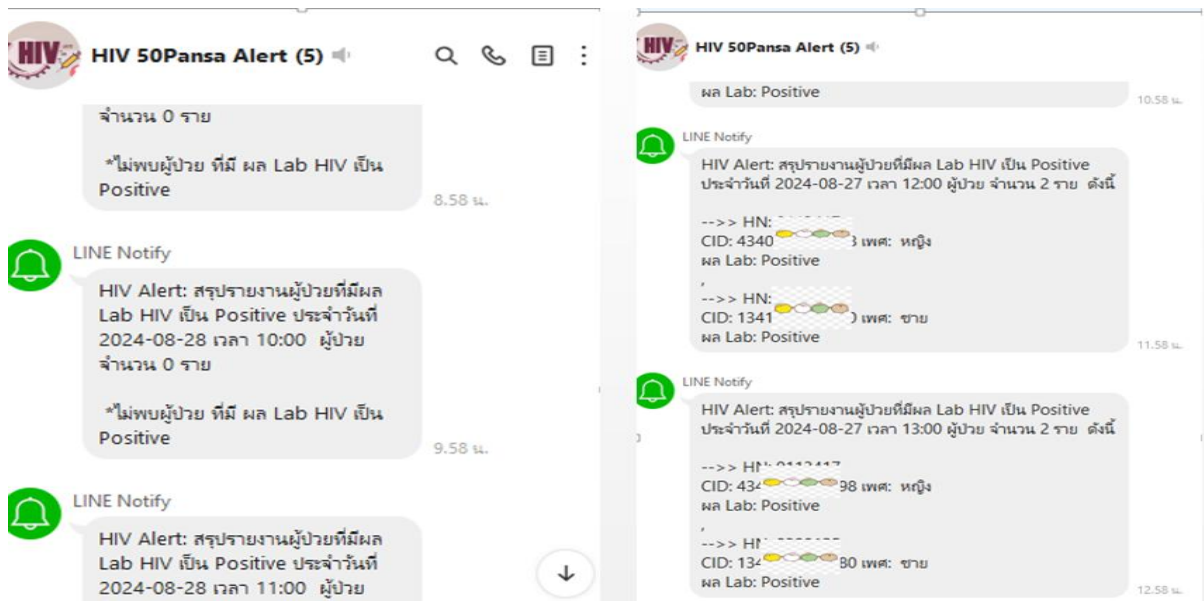 HIV
HIV 50Pansa Alert (5)
จำนวน 0 ราย
*ไม่พบผู้ป่วย ที่มี ผล Lab HIV เป็น
Positive
8.58 น.
LINE Notify
HIV Alert: สรุปรายงานผู้ป่วยที่มีผล
Lab HIV เป็น Positive ประจำวันที่
2024-08-28 เวลา 10:00 ผู้ป่วย
จำนวน 0 ราย
*ไม่พบผู้ป่วย ที่มี ผล Lab HIV เป็น
Positive
9.58 น.
LINE Notify
HIV Alert: สรุปรายงานผู้ป่วยที่มีผล
Lab HIV เป็น Positive ประจำวันที่
2024-08-28 เวลา 11:00 ผู้ป่วย
HIV
HIV 50Pansa Alert (5)
ผล Lab: Positive
10.58 น.
LINE Notify
HIV Alert: สรุปรายงานผู้ป่วยที่มีผล Lab HIV เป็น Positive
ประจำวันที่ 2024-08-27 เวลา 12:00 ผู้ป่วย จำนวน 2 ราย ดังนี้
-->> HN:
CID: 4340 เพศ: หญิง
ผล Lab: Positive
,
-->> HN:
CID: 1341 เพศ: ชาย
ผล Lab: Positive
11.58 น.
LINE Notify
HIV Alert: สรุปรายงานผู้ป่วยที่มีผล Lab HIV เป็น Positive
ประจำวันที่ 2024-08-27 เวลา 13:00 ผู้ป่วย จำนวน 2 ราย ดังนี้
-->> HN:
CID: 434 98 เพศ: หญิง
ผล Lab: Positive
,
-->> HN:
CID: 134 80 เพศ: ชาย
ผล Lab: Positive
12.58 น.